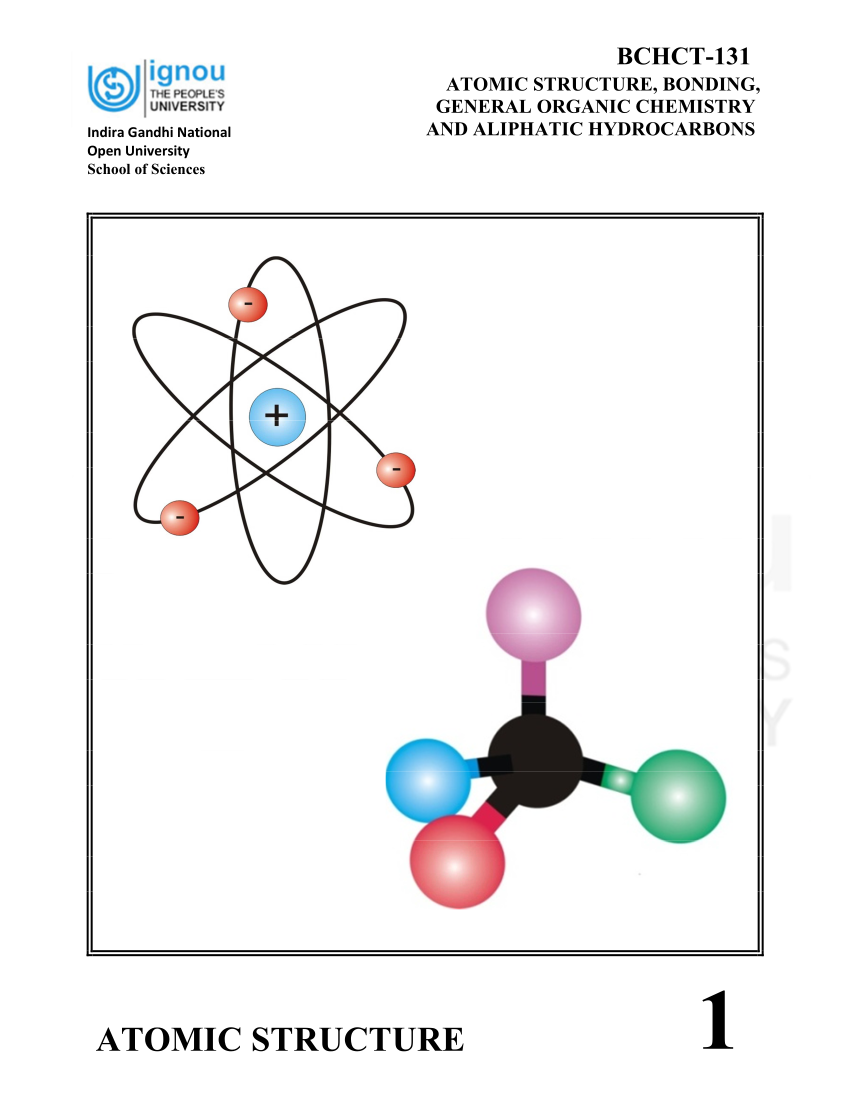 ignou
THE PEOPLE'S
UNIVERSITY
Indira Gandhi National
Open University
School of Sciences
BCHCT-131
ATOMIC STRUCTURE, BONDING,
GENERAL ORGANIC CHEMISTRY
AND ALIPHATIC HYDROCARBONS
-
+
-
-
u
S
Y
ATOMIC STRUCTURE
1